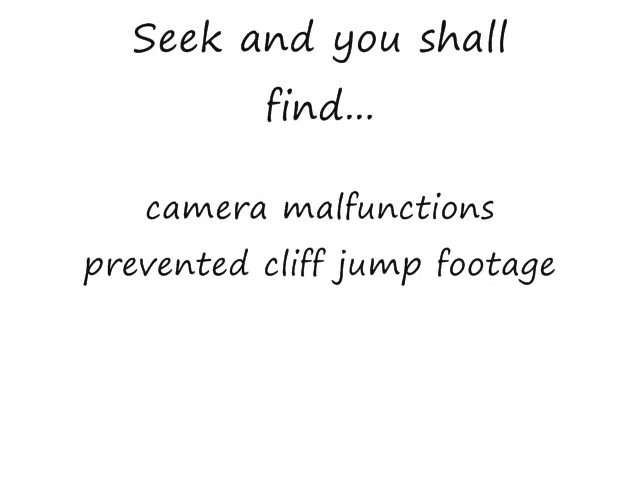 Seek and you shall
find...
camera malfunctions
prevented cliff jump footage